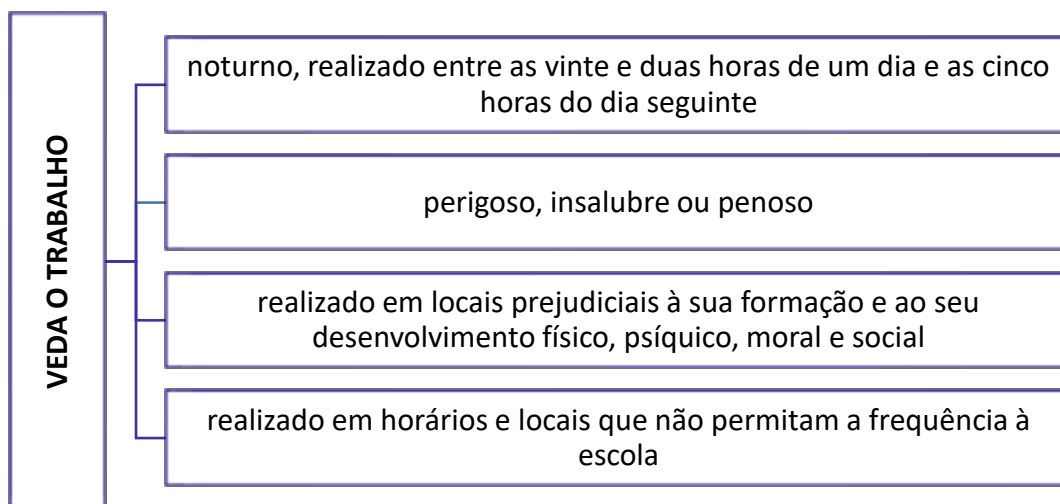 VEDA O TRABALHO
noturno, realizado entre as vinte e duas horas de um dia e as cinco
horas do dia seguinte
perigoso, insalubre ou penoso
realizado em locais prejudiciais à sua formação e ao seu
desenvolvimento físico, psíquico, moral e social
realizado em horários e locais que não permitam a frequência à
escola